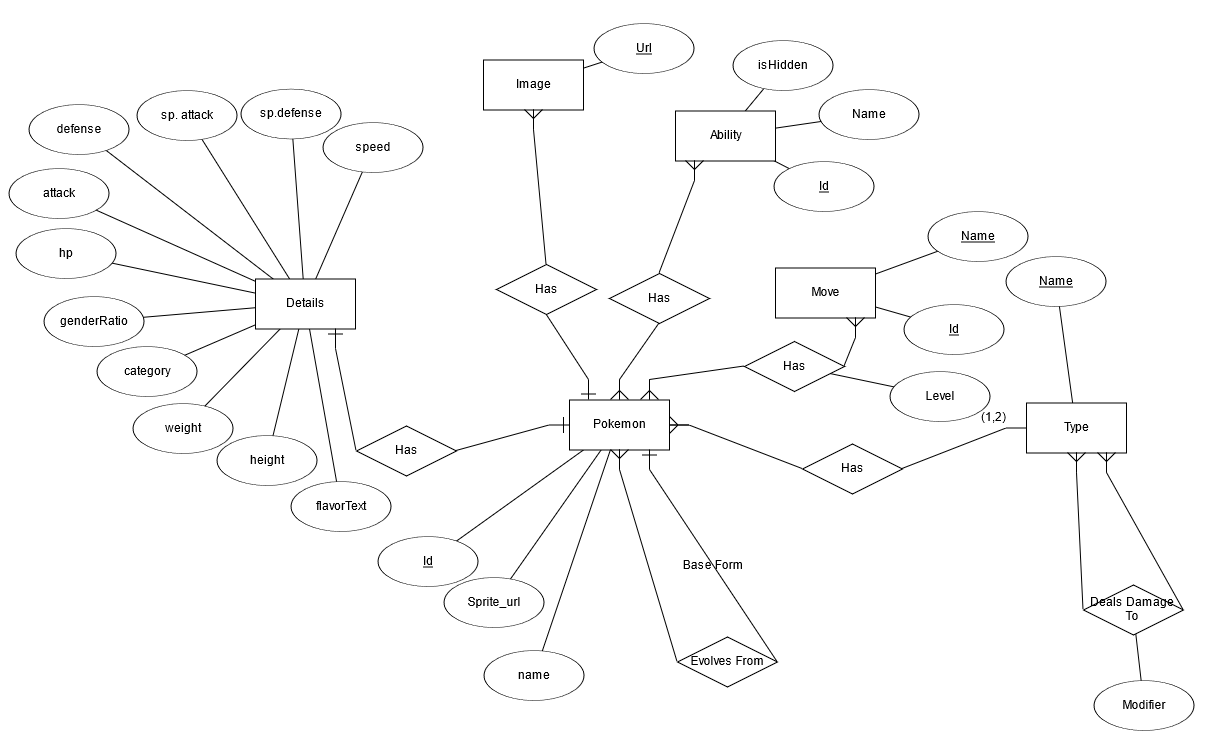 Url
isHidden
Image
sp. attack
sp.defense
Name
defense
Ability
speed
Id
attack
Name
hp
Name
Has
Move
Has
Details
genderRatio
Id
Has
category
Level
(1,2)
Pokemon
Type
weight
Has
height
Has
flavorText
Id
Base Form
Sprite_url
Deals Damage
To
Evolves From
name
Modifier